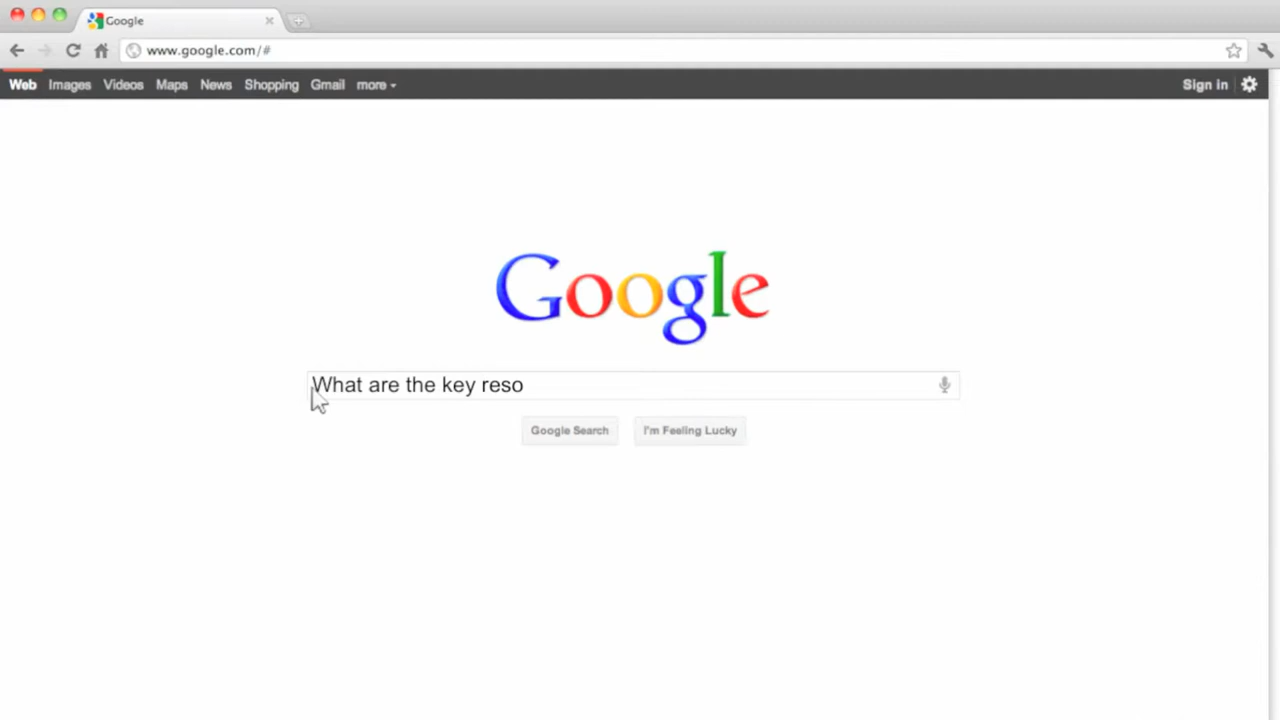 Google
www.google.com/#
Web Images Videos Maps News Shopping Gmail more Sign in
Google
What are the key reso
Google Search I'm Feeling Lucky